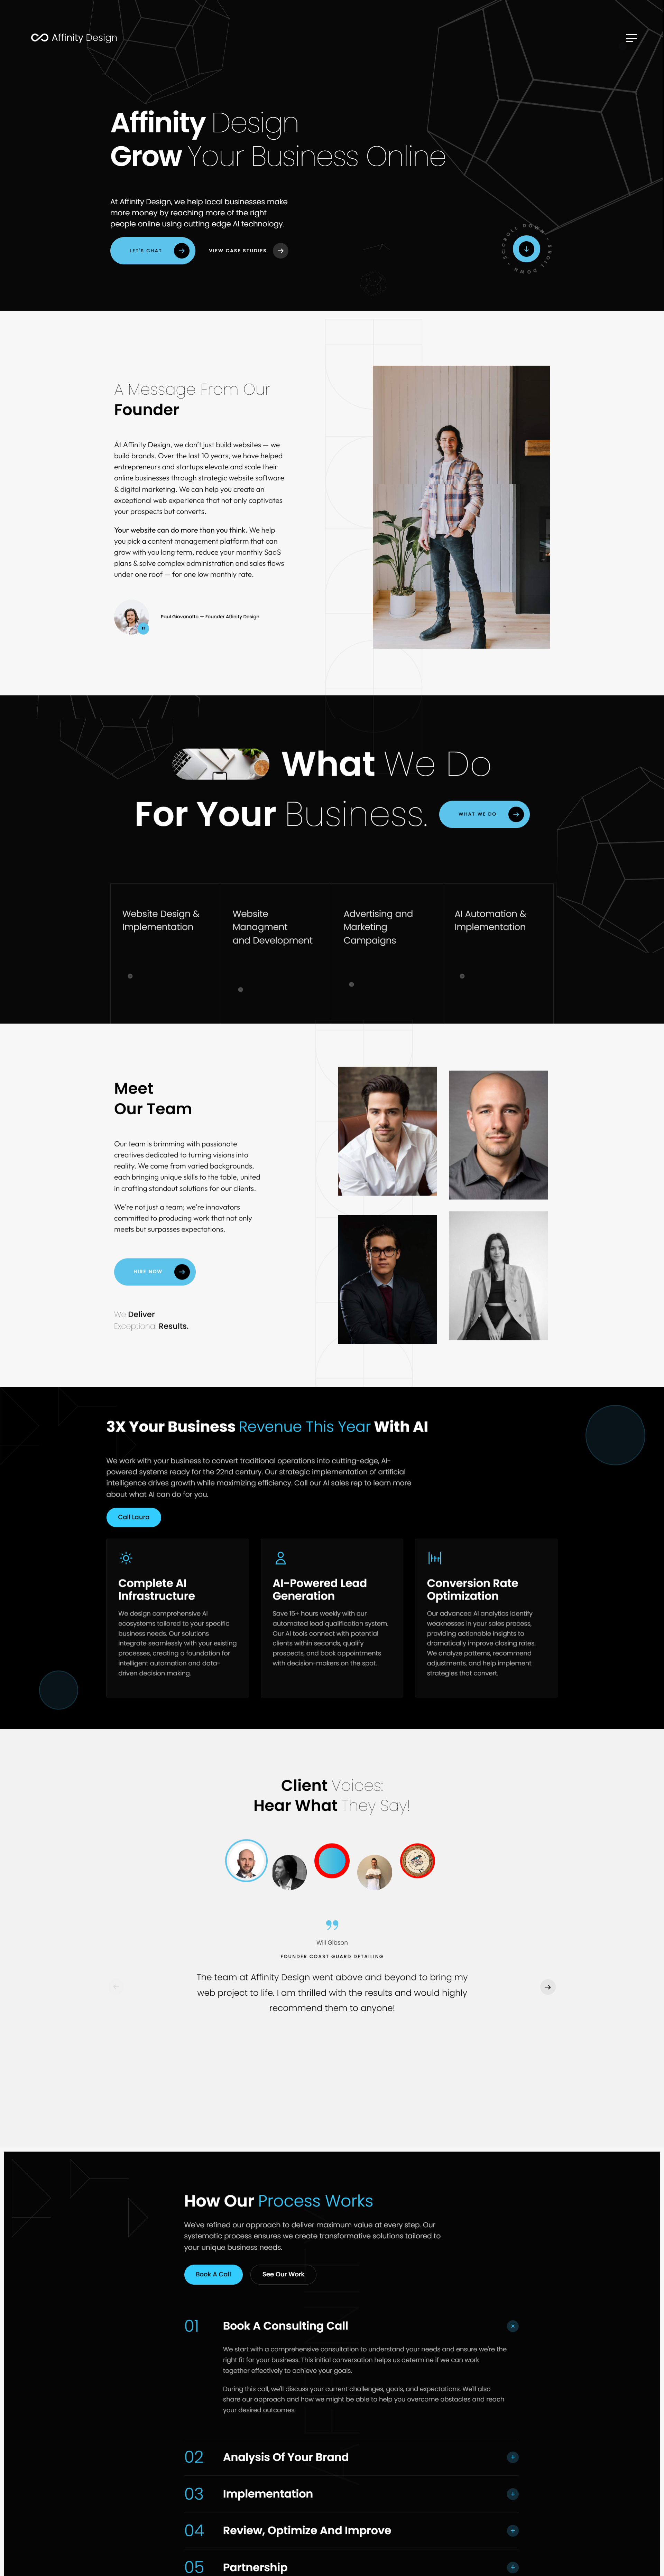 Affinity Design
Affinity Design
Grow Your Business Online
At Affinity Design, we help local businesses make
more money by reaching more of the right
people online using cutting edge AI technology.
LET'S CHAT
VIEW CASE STUDIES
SCROLL DOWN - SCROLL DOWN -
A Message From Our
Founder
At Affinity Design, we don't just build websites — we
build brands. Over the last 10 years, we have helped
entrepreneurs and startups elevate and scale their
online businesses through strategic website software
& digital marketing. We can help you create an
exceptional web experience that not only captivates
your prospects but converts.
Your website can do more than you think. We help
you pick a content management platform that can
grow with you long term, reduce your monthly SaaS
plans & solve complex administration and sales flows
under one roof — for one low monthly rate.
Paul Giovanatto — Founder Affinity Design
What We Do
For Your Business.
WHAT WE DO
Website Design &
Implementation
Website
Managment
and Development
Advertising and
Marketing
Campaigns
AI Automation &
Implementation
Meet
Our Team
Our team is brimming with passionate
creatives dedicated to turning visions into
reality. We come from varied backgrounds,
each bringing unique skills to the table, united
in crafting standout solutions for our clients.
We're not just a team; we're innovators
committed to producing work that not only
meets but surpasses expectations.
HIRE NOW
We Deliver
Exceptional Results.
3X Your Business Revenue This Year With AI
We work with your business to convert traditional operations into cutting-edge, AI-
powered systems ready for the 22nd century. Our strategic implementation of artificial
intelligence drives growth while maximizing efficiency. Call our AI sales rep to learn more
about what AI can do for you.
Call Laura
Complete AI
Infrastructure
We design comprehensive AI
ecosystems tailored to your specific
business needs. Our solutions
integrate seamlessly with your existing
processes, creating a foundation for
intelligent automation and data-
driven decision making.
AI-Powered Lead
Generation
Save 15+ hours weekly with our
automated lead qualification system.
Our AI tools connect with potential
clients within seconds, qualify
prospects, and book appointments
with decision-makers on the spot.
Conversion Rate
Optimization
Our advanced AI analytics identify
weaknesses in your sales process,
providing actionable insights to
dramatically improve closing rates.
We analyze patterns, recommend
adjustments, and help implement
strategies that convert.
Client Voices:
Hear What They Say!
Will Gibson
FOUNDER COAST GUARD DETAILING
The team at Affinity Design went above and beyond to bring my
web project to life. I am thrilled with the results and would highly
recommend them to anyone!
How Our Process Works
We've refined our approach to deliver maximum value at every step. Our
systematic process ensures we create transformative solutions tailored to
your unique business needs.
Book A Call
See Our Work
01 Book A Consulting Call
We start with a comprehensive consultation to understand your needs and ensure we're the
right fit for your business. This initial conversation helps us determine if we can work
together effectively to achieve your goals.
During this call, we'll discuss your current challenges, goals, and expectations. We'll also
share our approach and how we might be able to help you overcome obstacles and reach
your desired outcomes.
02 Analysis Of Your Brand
03 Implementation
04 Review, Optimize And Improve
05 Partnership